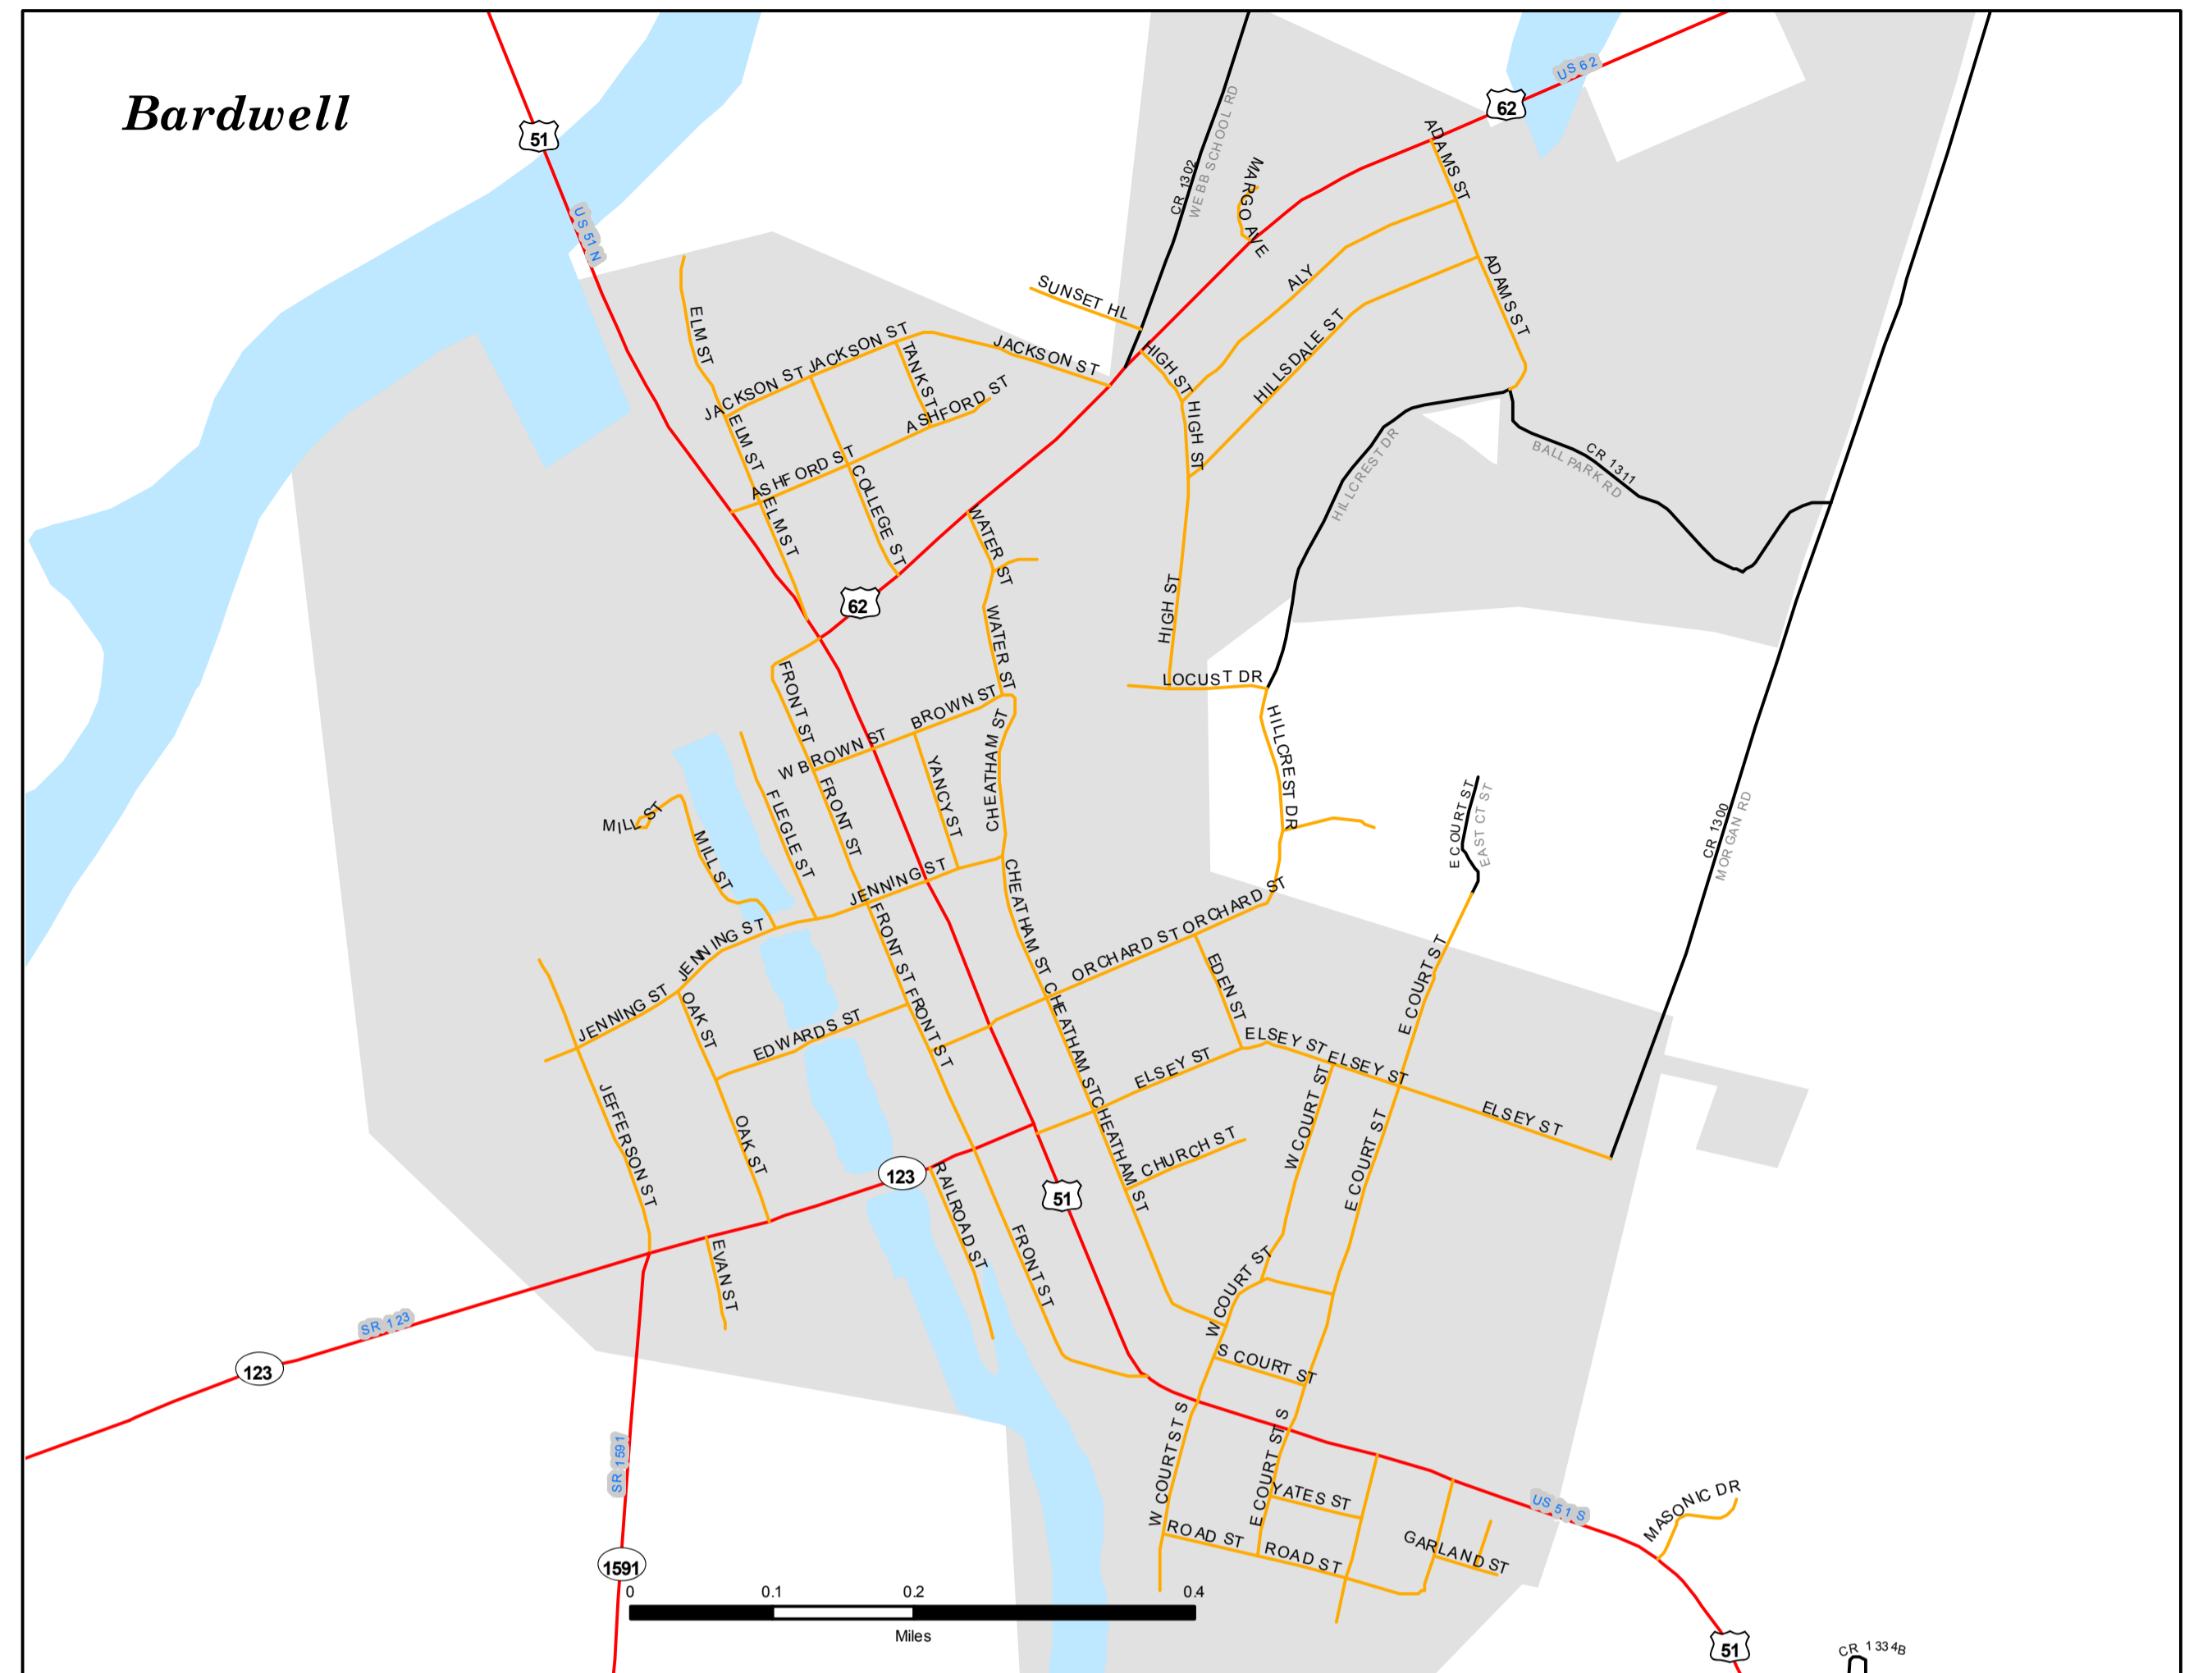 Bardwell
US 62
62
51
ADAMS ST
CR 1302
WEBB SCHOOL RD
MARGO AVE
US 51 N
ADAMS ST
ALY
SUNSET HL
ELM ST
JACKSON ST
JACKSON ST
JACKSON ST
TANK ST
HIGH ST
HILLSDALE ST
ASHFORD ST
ELM ST
HIGH ST
HILLCREST DR
CR 1311
BALL PARK RD
ASHFORD ST
COLLEGE ST
ELM ST
WATER ST
62
HIGH ST
WATER ST
LOCUST DR
FRONT ST
BROWN ST
W BROWN ST
CHEATHAM ST
HILLCREST DR
YANCY ST
FLEGLE ST
FRONT ST
MILL ST
MILL ST
E COURT ST
EAST CT ST
CR 1300
MORGAN RD
JENNING ST
CHEATHAM ST
ORCHARD ST
ORCHARD ST
JENNING ST
FRONT ST
EDEN ST
E COURT ST
JENNING ST
OAK ST
EDWARDS ST
FRONT ST
CHEATHAM ST
ELSEY ST
ELSEY ST
ELSEY ST
ELSEY ST
JEFFERSON ST
OAK ST
W COURT ST
E COURT ST
CHEATHAM ST
CHURCH ST
123
51
RAILROAD ST
FRONT ST
EVAN ST
W COURT ST
SR 123
123
S COURT ST
SR 1591
W COURT ST S
E COURT ST S
YATES ST
US 51 S
MASONIC DR
ROAD ST
ROAD ST
GARLAND ST
1591
0 0.1 0.2 0.4
Miles
51
CR 1334B